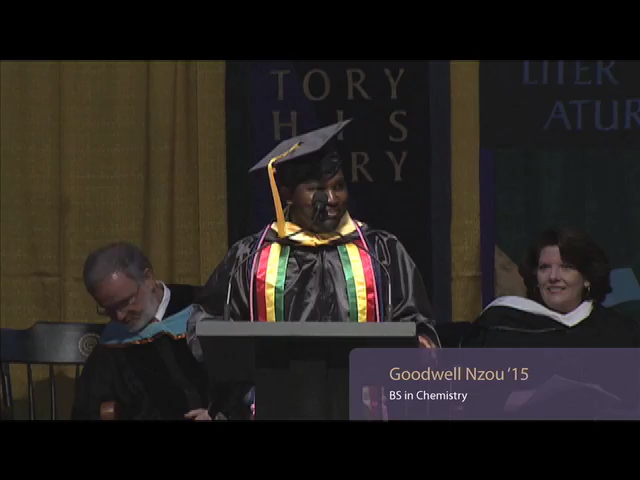 TORY
HIS
RY
LITER
ATUR
Goodwell Nzou '15
BS in Chemistry